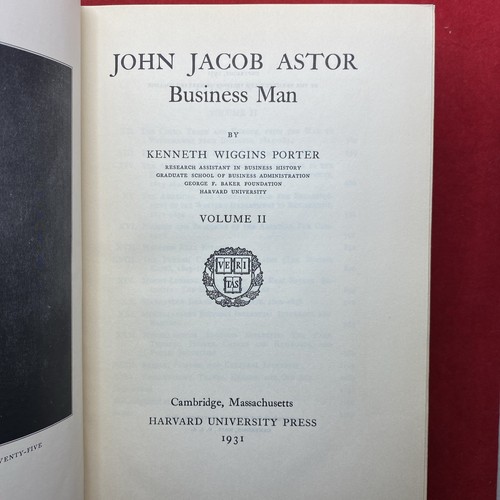 JOHN JACOB ASTOR
Business Man
BY
KENNETH WIGGINS PORTER
RESEARCH ASSISTANT IN BUSINESS HISTORY
GRADUATE SCHOOL OF BUSINESS ADMINISTRATION
GEORGE F. BAKER FOUNDATION
HARVARD UNIVERSITY
VOLUME II
VE RI
TAS
Cambridge, Massachusetts
HARVARD UNIVERSITY PRESS
1931